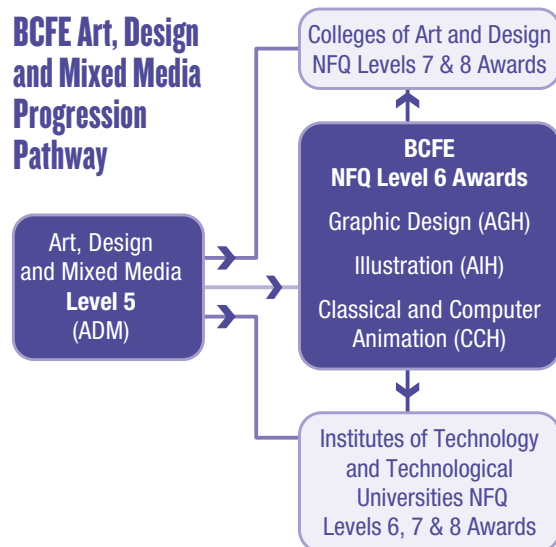 BCFE Art, Design
and Mixed Media
Progression
Pathway
Colleges of Art and Design
NFQ Levels 7 & 8 Awards
BCFE
NFQ Level 6 Awards
Graphic Design (AGH)
Illustration (AIH)
Classical and Computer
Animation (CCH)
Art, Design
and Mixed Media
Level 5
(ADM)
Institutes of Technology
and Technological
Universities NFQ
Levels 6, 7 & 8 Awards